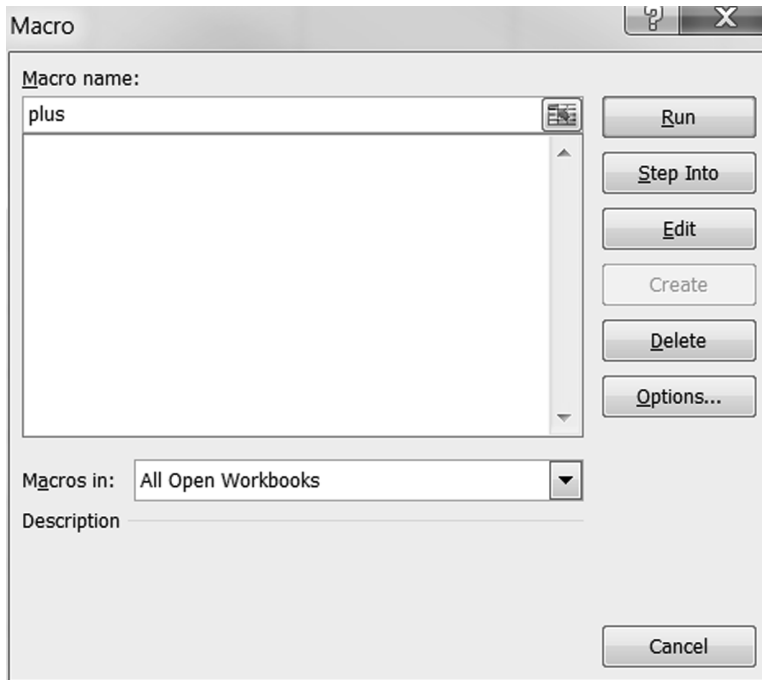 Macro
Macro name:
plus
Run
Step Into
Edit
Create
Delete
Options...
Macros in: All Open Workbooks
Description
Cancel